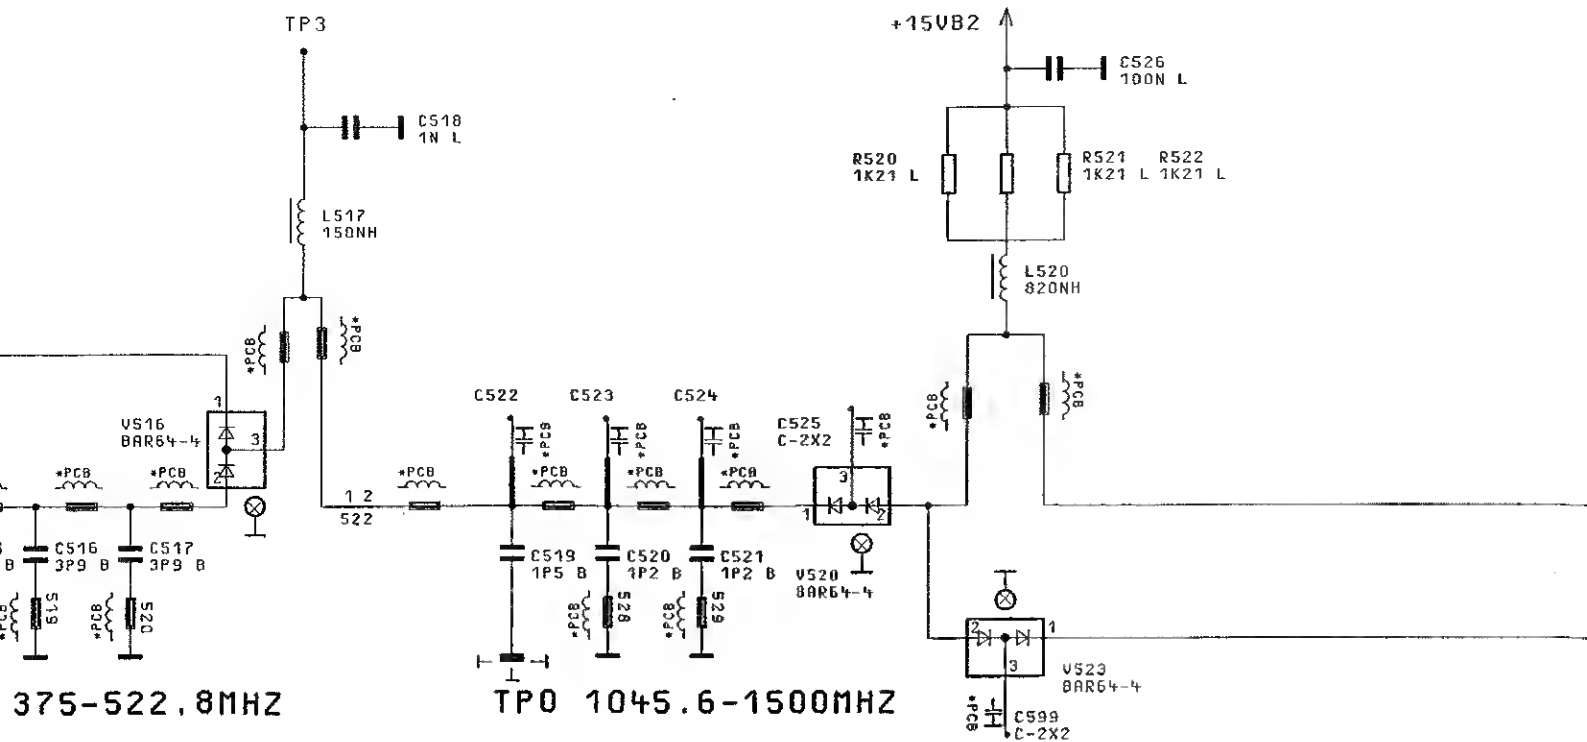 TP3
+15VB2
C526
100N L
C518
1N L
R520
1K21 L
R521
1K21 L
R522
1K21 L
L517
150NH
L520
820NH
*PCB
*PCB
*PCB
*PCB
C522
C523
C524
C525
C-2X2
*PCB
*PCB
*PCB
*PCB
1
VS16
BAR64-4
3
2
3
*PCB
*PCB
*PCB
*PCB
*PCB
*PCB
1 2
522
1
2
C516
3P9 B
C517
3P9 B
B
C519
1P5 B
C520
1P2 B
C521
1P2 B
V520
BAR64-4
*PCB
519
*PCB
520
*PCB
528
*PCB
529
2
1
3
V523
BAR64-4
375-522.8MHZ
TP0 1045.6-1500MHZ
*PCB
C599
C-2X2